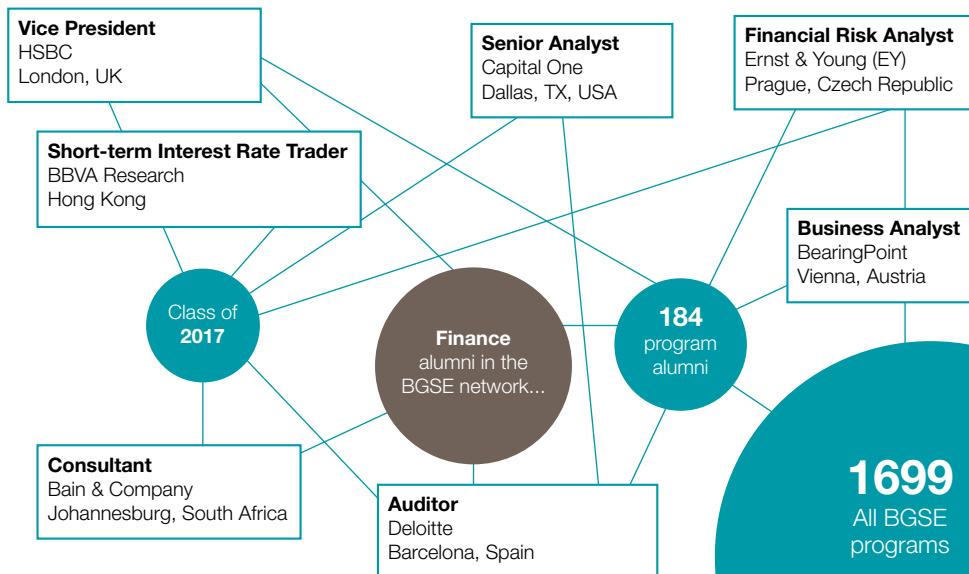 Vice President
HSBC
London, UK
Senior Analyst
Capital One
Dallas, TX, USA
Financial Risk Analyst
Ernst & Young (EY)
Prague, Czech Republic
Short-term Interest Rate Trader
BBVA Research
Hong Kong
Business Analyst
BearingPoint
Vienna, Austria
Class of
2017
Finance
alumni in the
BGSE network...
184
program
alumni
Consultant
Bain & Company
Johannesburg, South Africa
Auditor
Deloitte
Barcelona, Spain
1699
All BGSE
programs